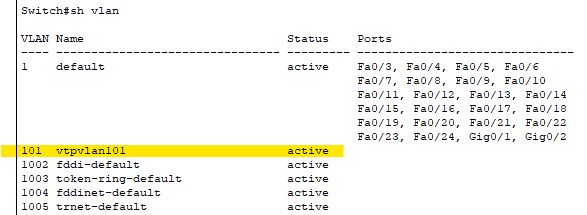 Switch#sh vlan
VLAN Name                             Status    Ports
---- -------------------------------- --------- -------------------------------
1    default                          active    Fa0/3, Fa0/4, Fa0/5, Fa0/6
                                                Fa0/7, Fa0/8, Fa0/9, Fa0/10
                                                Fa0/11, Fa0/12, Fa0/13, Fa0/14
                                                Fa0/15, Fa0/16, Fa0/17, Fa0/18
                                                Fa0/19, Fa0/20, Fa0/21, Fa0/22
                                                Fa0/23, Fa0/24, Gig0/1, Gig0/2
101  vtpvlan101                       active
1002 fddi-default                     active
1003 token-ring-default               active
1004 fddinet-default                  active
1005 trnet-default                    active